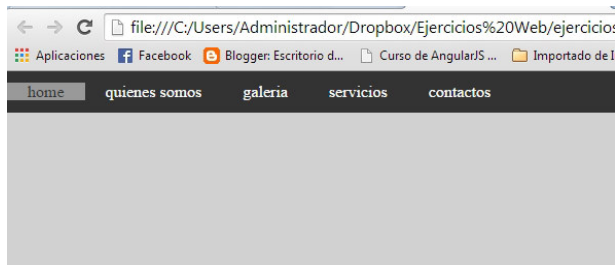 file:///C:/Users/Administrador/Dropbox/Ejercicios%20Web/ejercicios
Aplicaciones Facebook Blogger: Escritorio d... Curso de AngularJS ... Importado de I
home quienes somos galeria servicios contactos